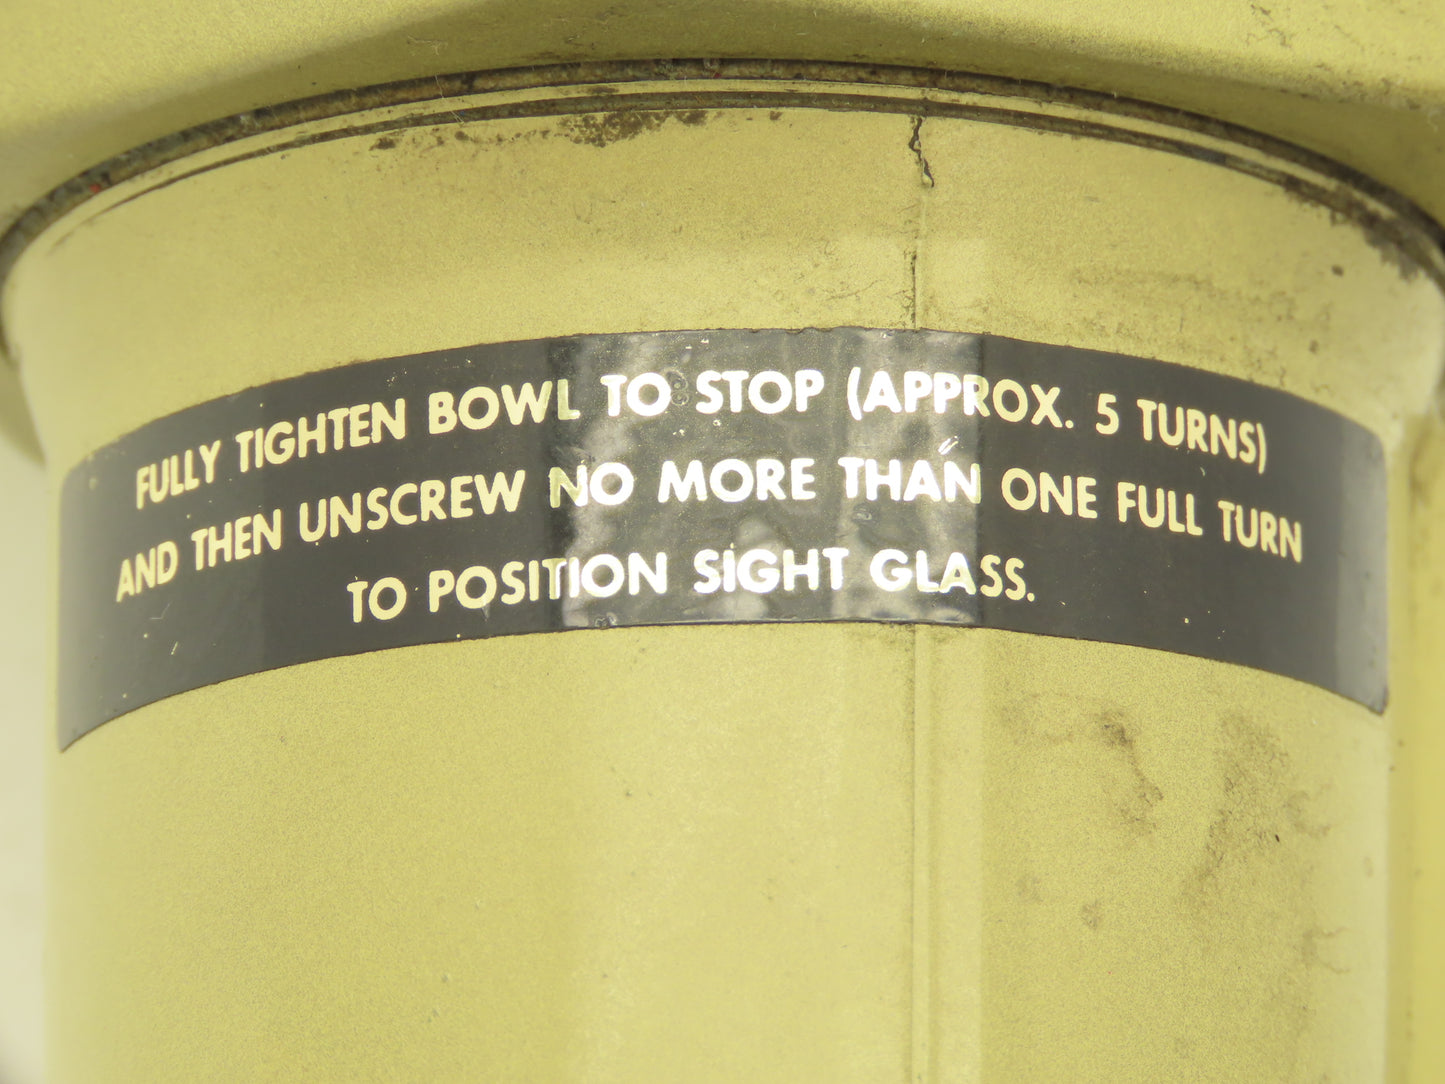 FULLY TIGHTEN BOWL TO STOP (APPROX. 5 TURNS)
AND THEN UNSCREW NO MORE THAN ONE FULL TURN
TO POSITION SIGHT GLASS.